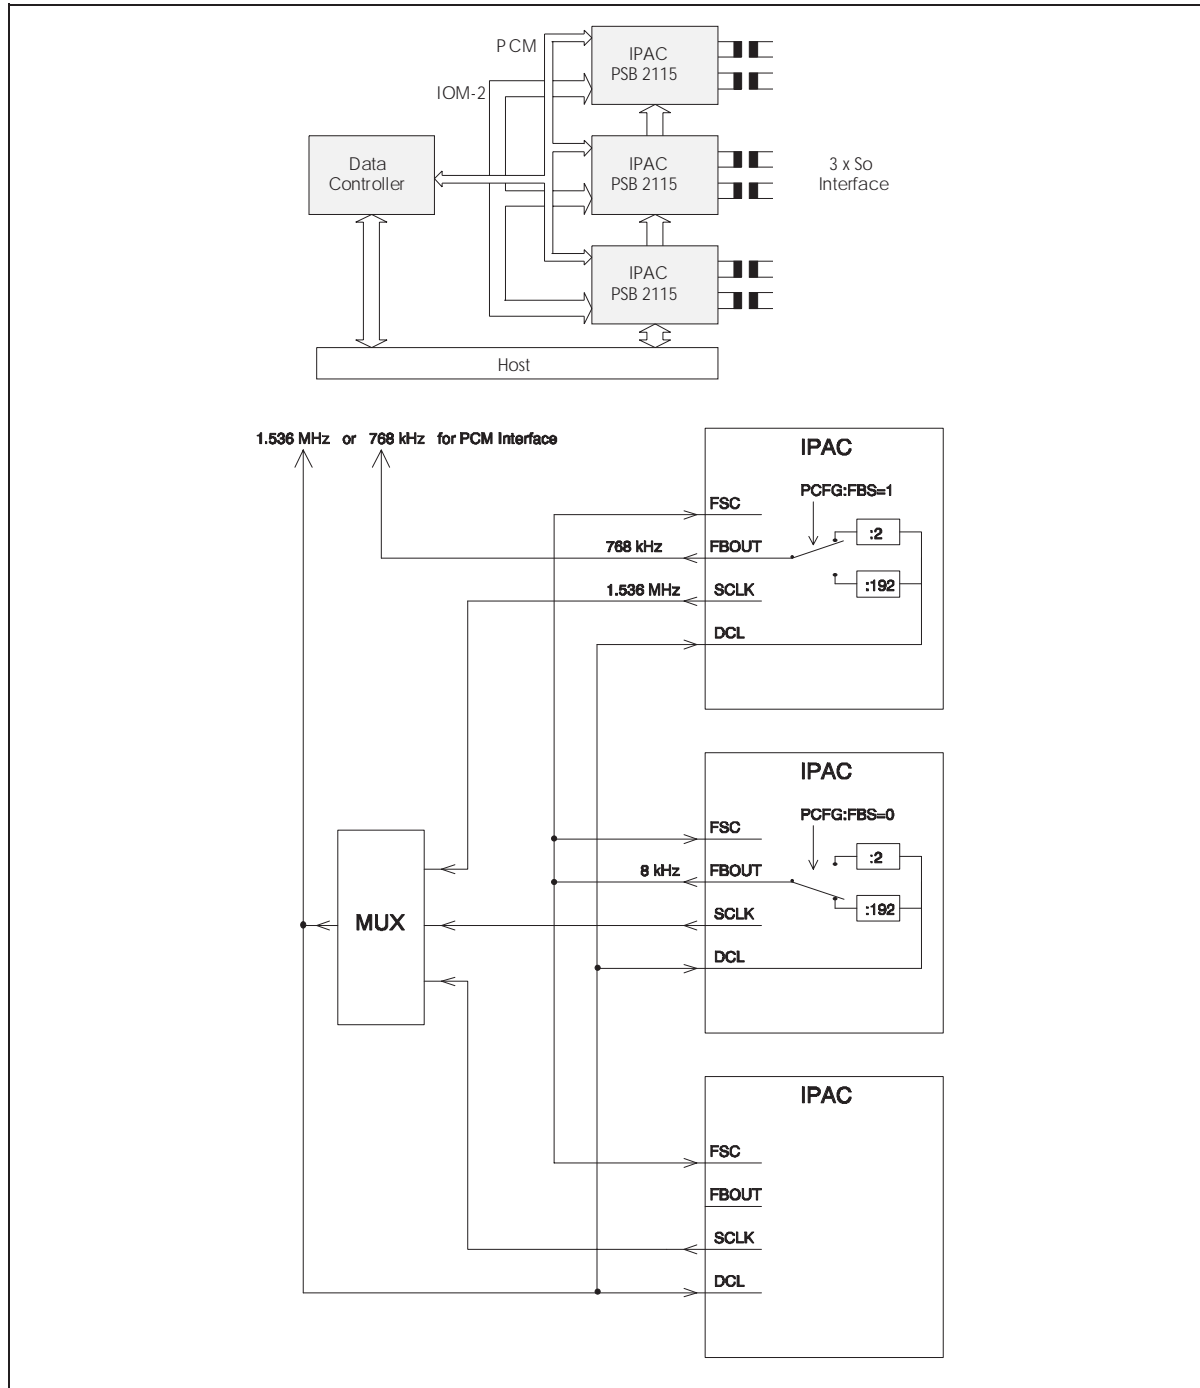 PCM
IPAC
PSB 2115
IOM-2
Data
Controller
IPAC
PSB 2115
3 x So
Interface
IPAC
PSB 2115
Host
1.536 MHz or 768 kHz for PCM Interface
IPAC
PCFG:FBS=1
FSC
:2
768 kHz
FBOUT
:192
1.536 MHz
SCLK
DCL
IPAC
PCFG:FBS=0
FSC
:2
8 kHz
FBOUT
:192
SCLK
MUX
DCL
IPAC
FSC
FBOUT
SCLK
DCL